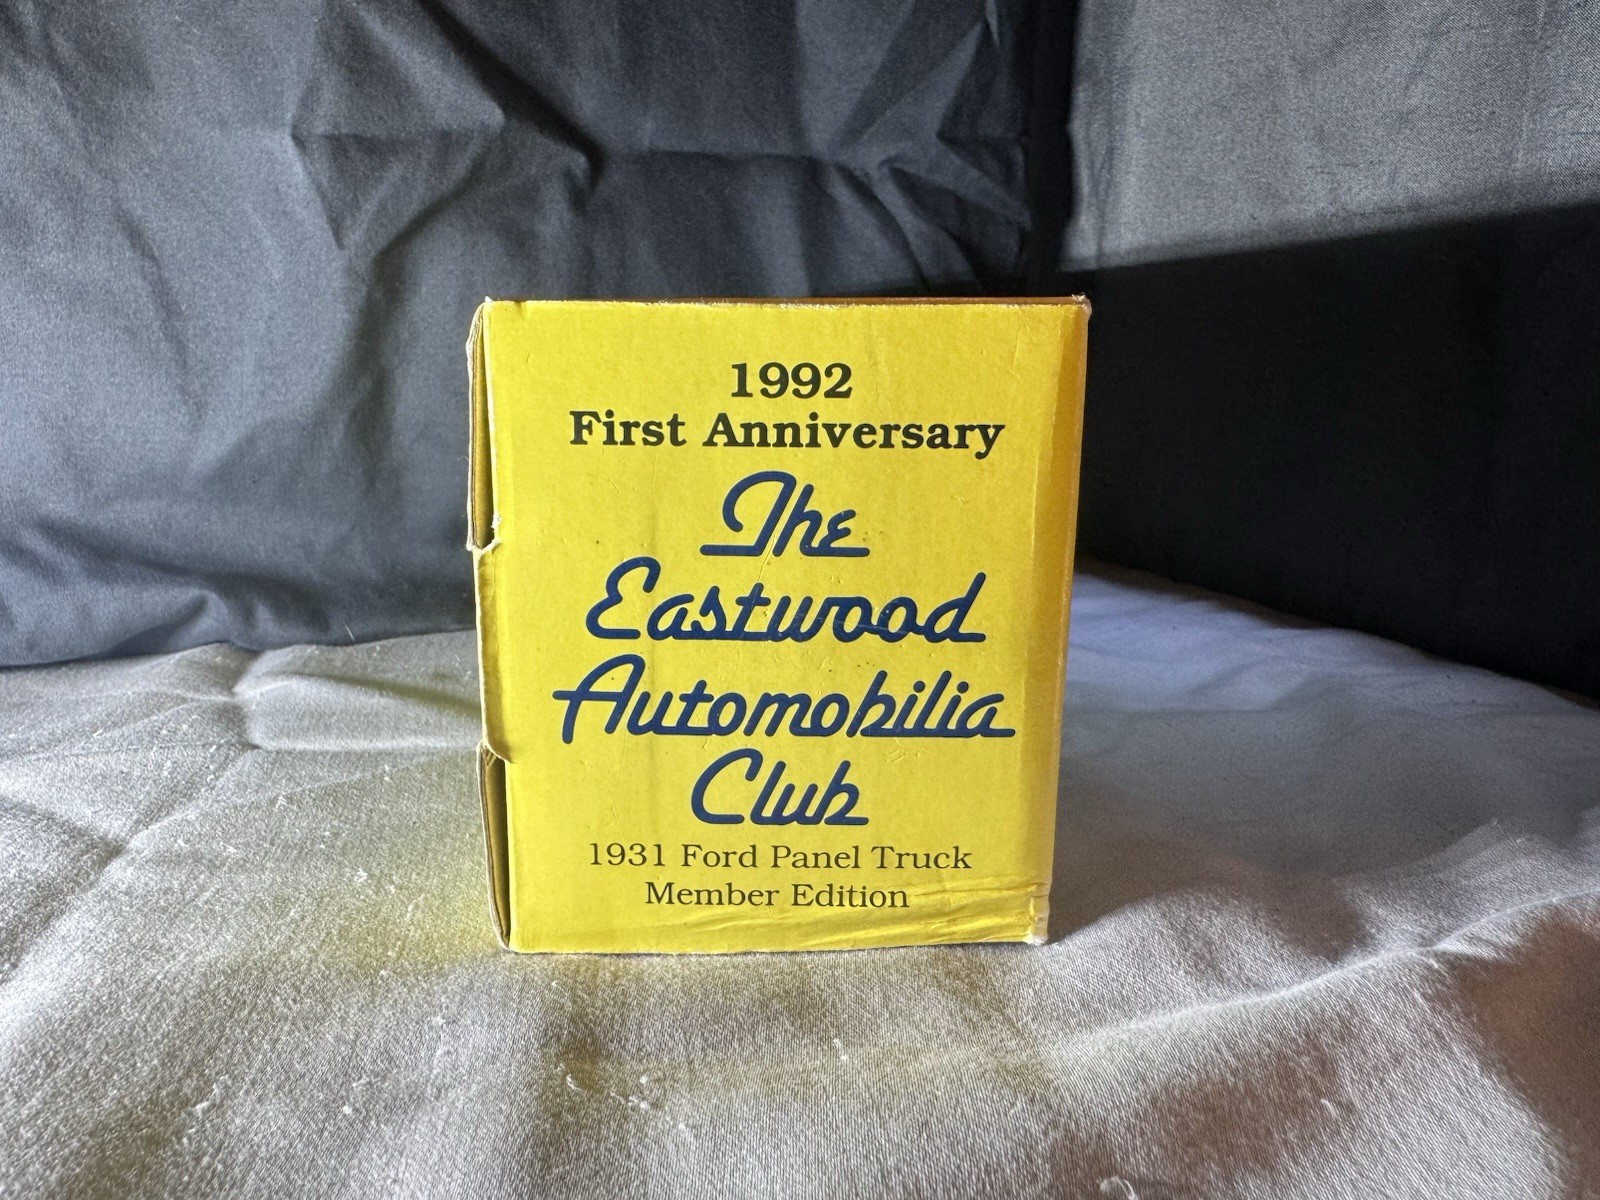 1992
First Anniversary
The
Eastwood
Automobilia
Club
1931 Ford Panel Truck
Member Edition